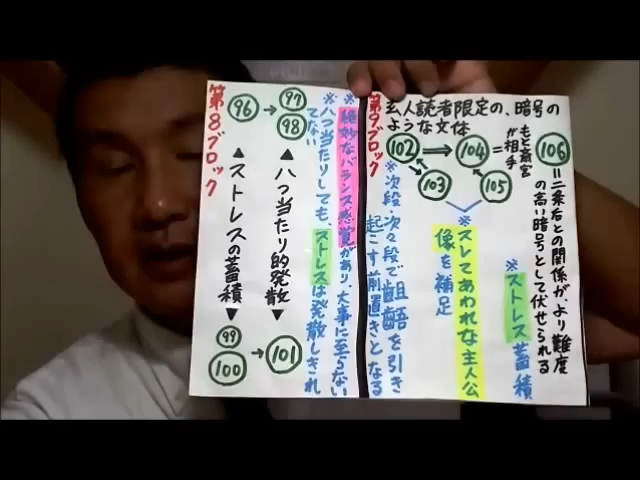 第8ブロック
96→97
98
▲ストレスの蓄積▼
▲八つ当たり的発散▼
99
100→101
※絶妙なバランス感覚があり、大事に至らない
※八つ当たりしても、ストレスは発散しきれ
てない
第9ブロック
玄人読者限定の、暗号の
ような文体
102⇒104=
もと斎宮
が相手
106
103
105
=二条后との関係が、より難度
の高い暗号として伏せられる
※ストレス蓄積
※スレてあわれな主人公
像を補足
※次段・次々段で齟齬を引き
起こす前置きとなる